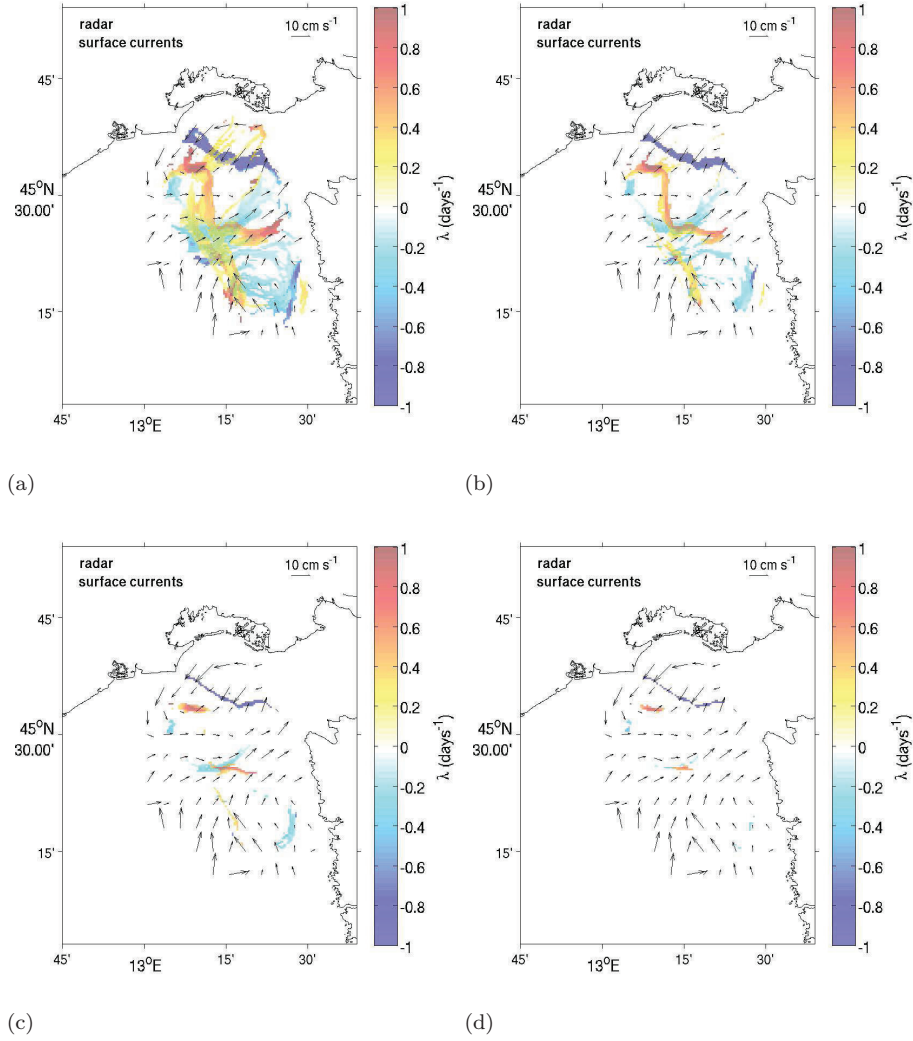 radar
surface currents
10 cm s⁻¹
45'
45°N
30.00'
15'
45'
13°E
15'
30'
1
0.8
0.6
0.4
0.2
0
-0.2
-0.4
-0.6
-0.8
-1
λ (days⁻¹)
(a)
radar
surface currents
10 cm s⁻¹
45'
45°N
30.00'
15'
45'
13°E
15'
30'
1
0.8
0.6
0.4
0.2
0
-0.2
-0.4
-0.6
-0.8
-1
λ (days⁻¹)
(b)
radar
surface currents
10 cm s⁻¹
45'
45°N
30.00'
15'
45'
13°E
15'
30'
1
0.8
0.6
0.4
0.2
0
-0.2
-0.4
-0.6
-0.8
-1
λ (days⁻¹)
(c)
radar
surface currents
10 cm s⁻¹
45'
45°N
30.00'
15'
45'
13°E
15'
30'
1
0.8
0.6
0.4
0.2
0
-0.2
-0.4
-0.6
-0.8
-1
λ (days⁻¹)
(d)